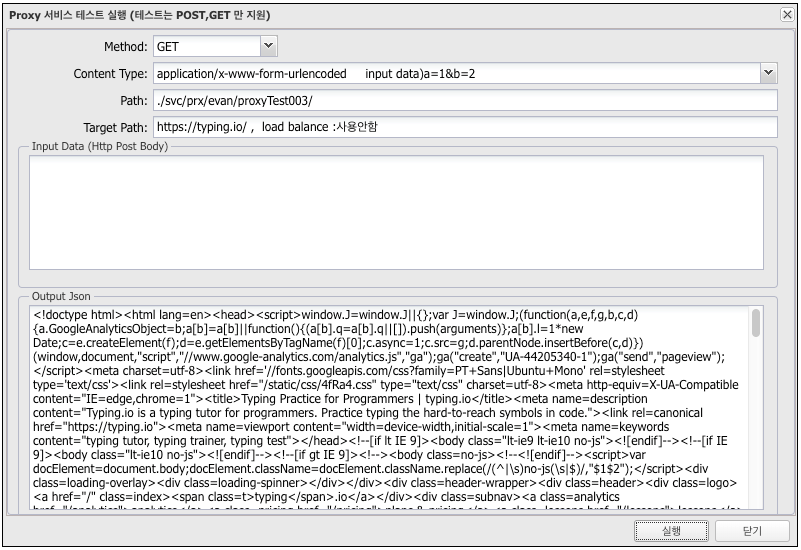 Proxy 서비스 테스트 실행 (테스트는 POST,GET 만 지원)
Method: GET
Content Type: application/x-www-form-urlencoded input data)a=1&b=2
Path: ./svc/prx/evan/proxyTest003/
Target Path: https://typing.io/ , load balance :사용안함
Input Data (Http Post Body)
Output Json
<!doctype html><html lang=en><head><script>window.J=window.J||{};var J=window.J;(function(a,e,f,g,b,c,d)
{a.GoogleAnalyticsObject=b;a[b]=a[b]||function(){(a[b].q=a[b].q||[]).push(arguments)};a[b].l=1*new
Date;c=e.createElement(f);d=e.getElementsByTagName(f)[0];c.async=1;c.src=g;d.parentNode.insertBefore(c,d)})
(window,document,"script","//www.google-analytics.com/analytics.js","ga");ga("create","UA-44205340-1");ga("send","pageview");
</script><meta charset=utf-8><link href='//fonts.googleapis.com/css?family=PT+Sans|Ubuntu+Mono' rel=stylesheet
type='text/css'><link rel=stylesheet href="/static/css/4fRa4.css" type="text/css" charset=utf-8><meta http-equiv=X-UA-Compatible
content="IE=edge,chrome=1"><title>Typing Practice for Programmers | typing.io</title><meta name=description
content="Typing.io is a typing tutor for programmers. Practice typing the hard-to-reach symbols in code."><link rel=canonical
href="https://typing.io"><meta name=viewport content="width=device-width,initial-scale=1"><meta name=keywords
content="typing tutor, typing trainer, typing test"></head><!--[if lt IE 9]><body class="lt-ie9 lt-ie10 no-js"><![endif]--><!--[if IE
9]><body class="lt-ie10 no-js"><![endif]--><!--[if gt IE 9]><!--><body class=no-js><!--<![endif]--><script>var
docElement=document.body;docElement.className=docElement.className.replace(/(^|\s)no-js(\s|$)/,"$1$2");</script><div
class=loading-overlay><div class=loading-spinner></div></div><div class=header-wrapper><div class=header><div class=logo>
<a href="/" class=index><span class=t>typing</span>.io</a></div><div class=subnav><a class=analytics
실행
닫기